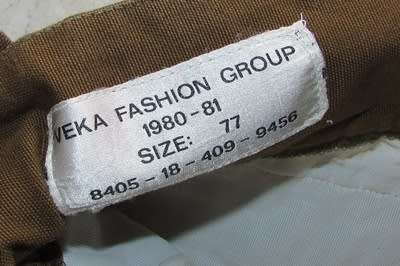 VEKA FASHION GROUP
1980-81
SIZE: 77
8405-18-409-9456